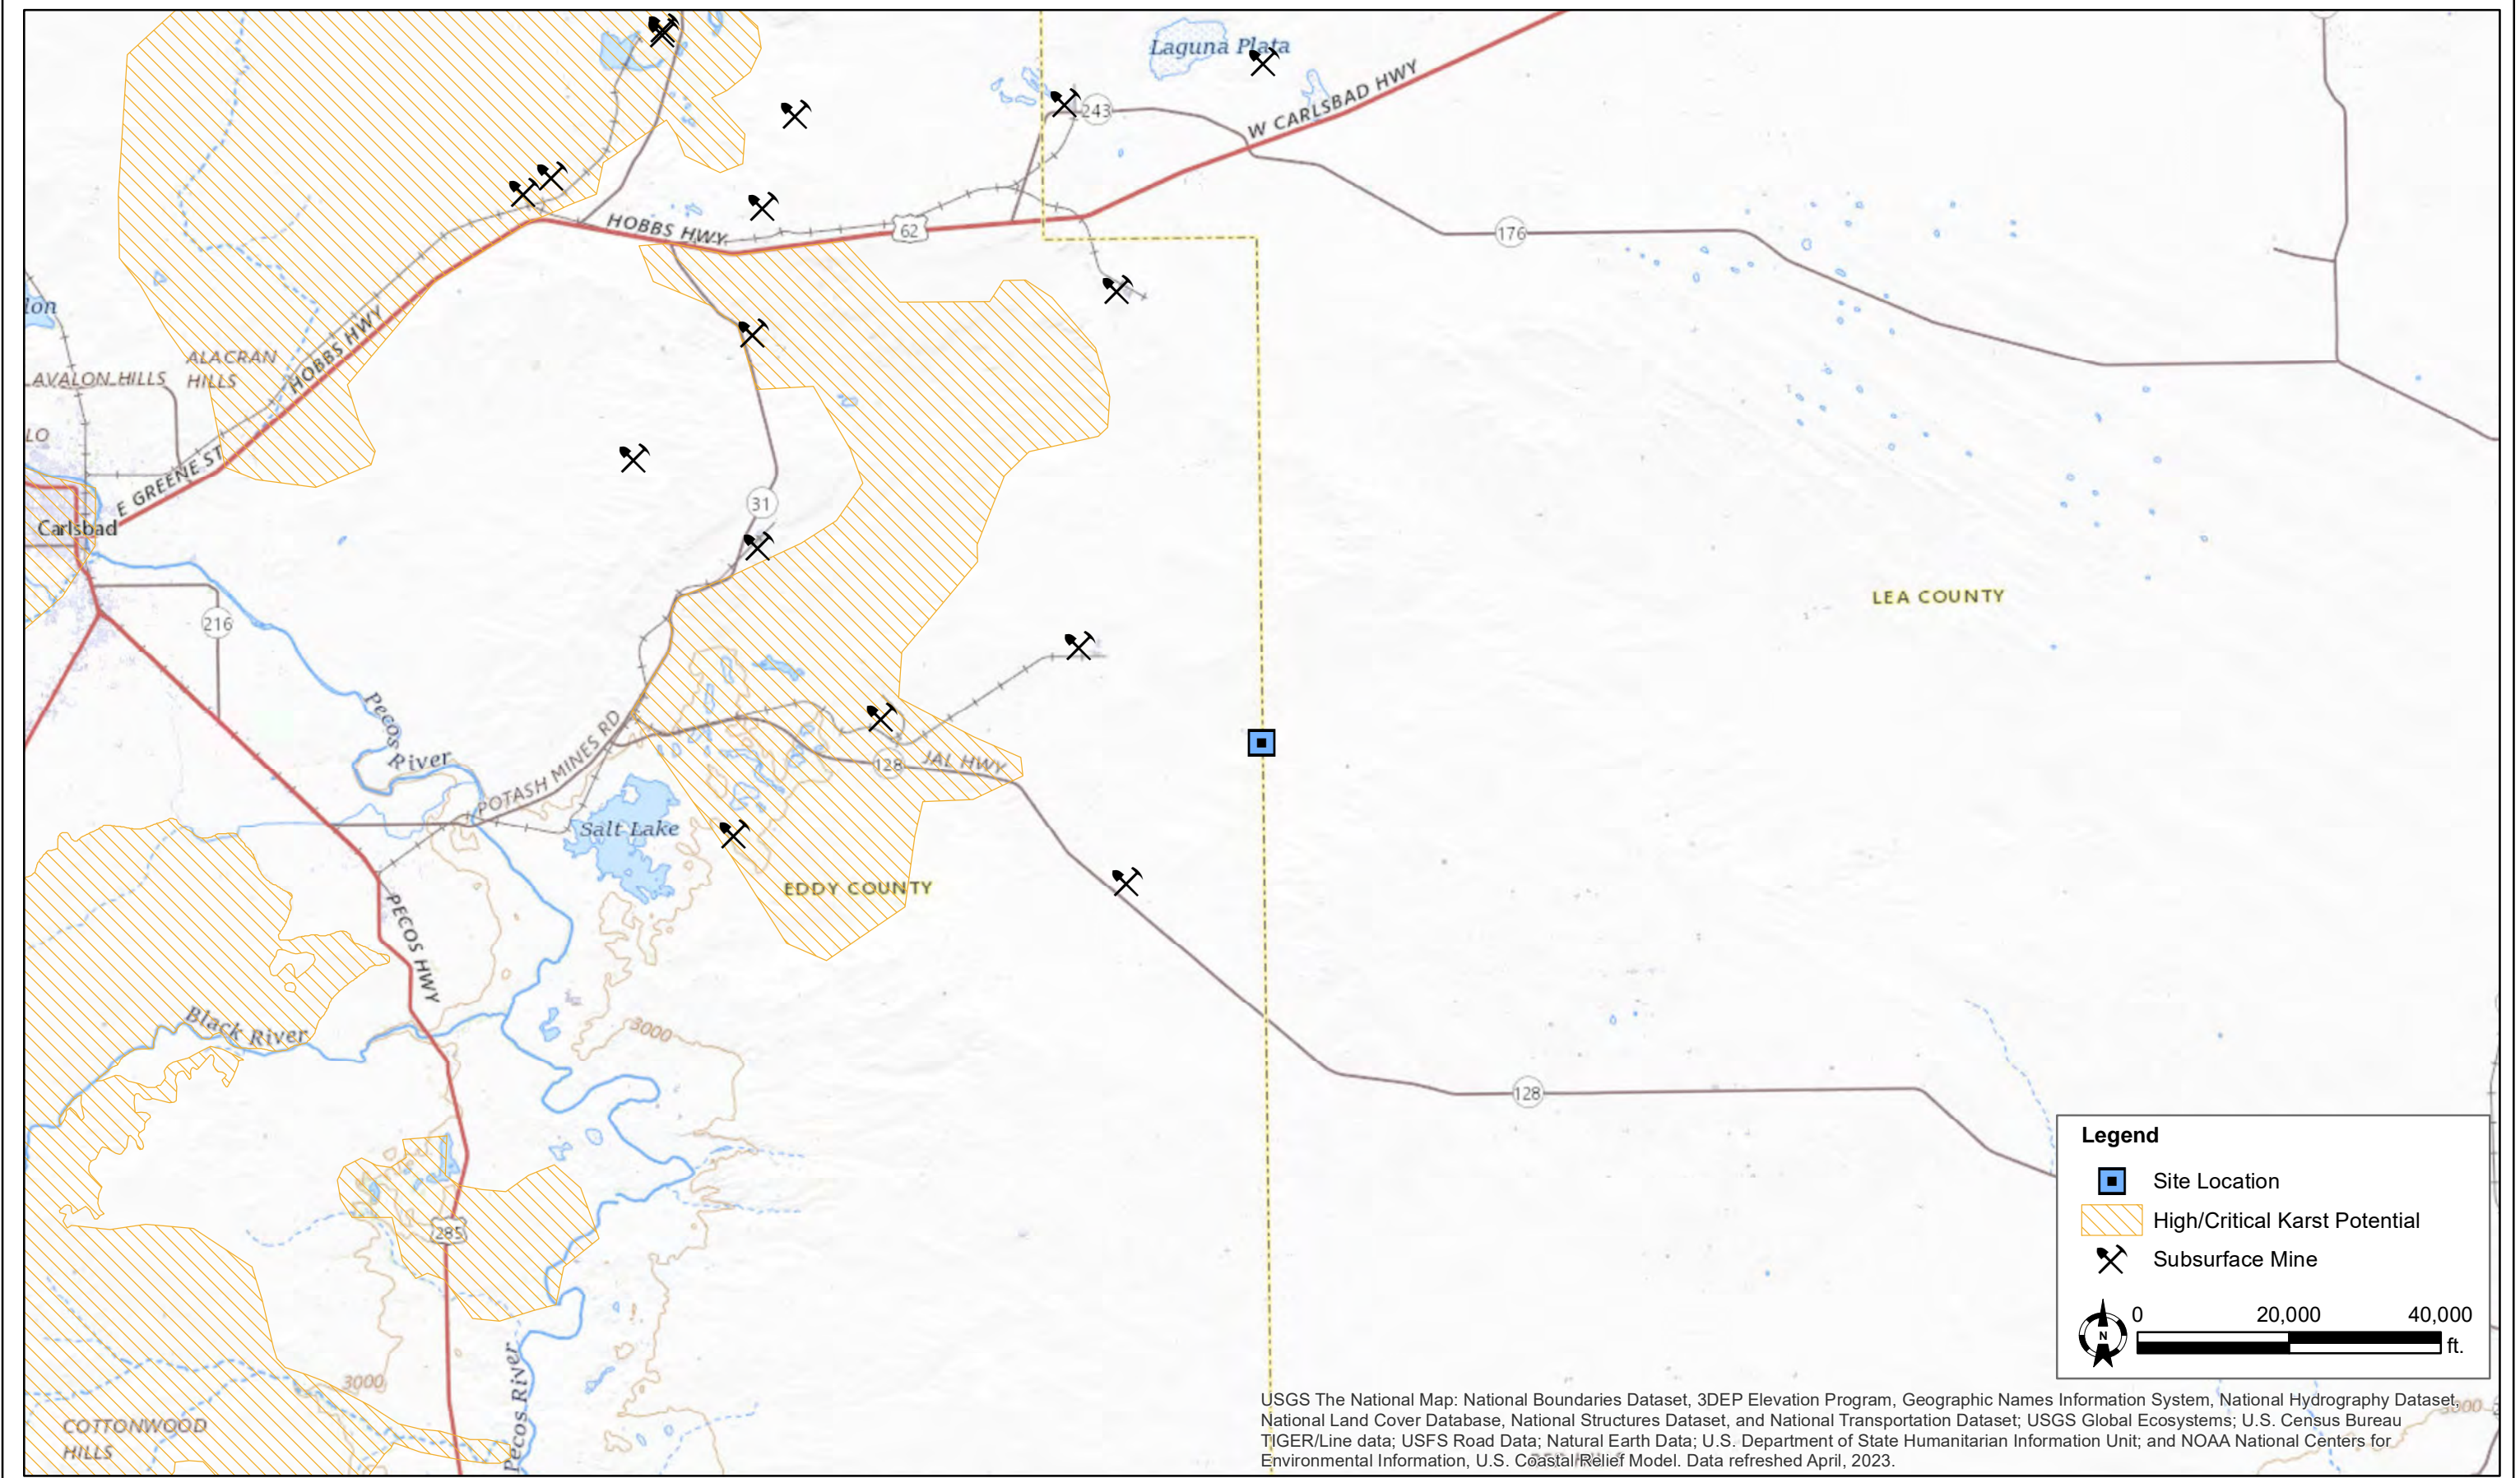 Laguna Plata
243
W CARLSBAD HWY
HOBBS HWY
62
176
lon
HOBBS HWY
ALACRAN
HILLS
AVALON HILLS
LO
E GREENE ST
31
Carlsbad
LEA COUNTY
216
Pecos
River
POTASH MINES RD
128
JAL HWY
Salt Lake
EDDY COUNTY
PECOS HWY
Black River
3000
128
285
3000
Pecos River
COTTONWOOD
HILLS
Legend
Site Location
High/Critical Karst Potential
Subsurface Mine
N
0 20,000 40,000
ft.
3000
USGS The National Map: National Boundaries Dataset, 3DEP Elevation Program, Geographic Names Information System, National Hydrography Dataset,
National Land Cover Database, National Structures Dataset, and National Transportation Dataset; USGS Global Ecosystems; U.S. Census Bureau
TIGER/Line data; USFS Road Data; Natural Earth Data; U.S. Department of State Humanitarian Information Unit; and NOAA National Centers for
Environmental Information, U.S. Coastal Relief Model. Data refreshed April, 2023.